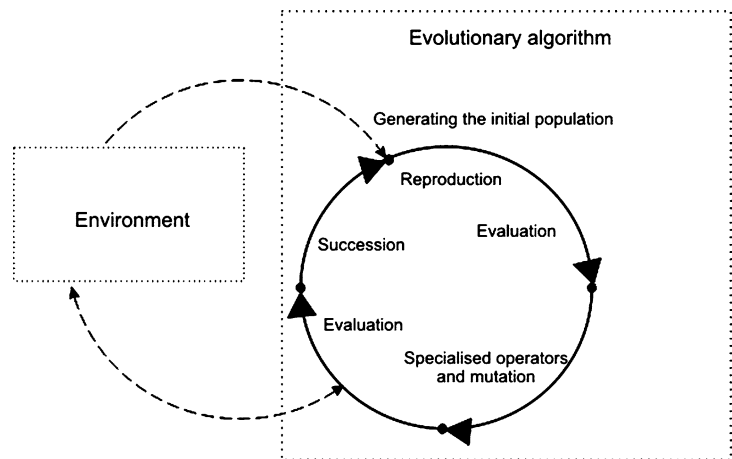 Evolutionary algorithm
Generating the initial population
Reproduction
Environment
Evaluation
Succession
Evaluation
Specialised operators
and mutation